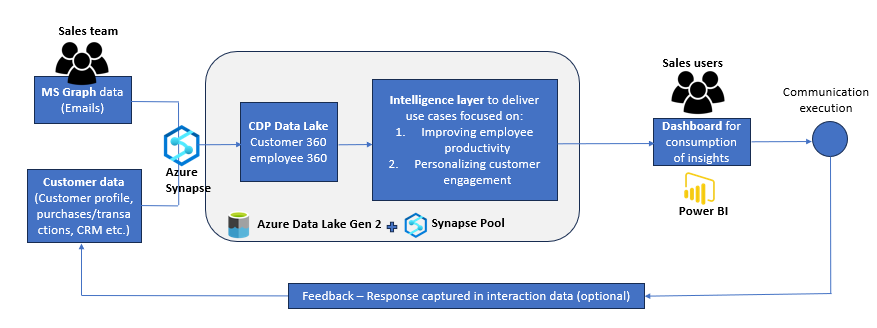 Sales team
MS Graph data
(Emails)
Customer data
(Customer profile,
purchases/transa
ctions, CRM etc.)
Azure
Synapse
CDP Data Lake
Customer 360
employee 360
Intelligence layer to deliver
use cases focused on:
1. Improving employee
productivity
2. Personalizing customer
engagement
Azure Data Lake Gen 2
Synapse Pool
Sales users
Dashboard for
consumption
of insights
Power BI
Communication
execution
Feedback – Response captured in interaction data (optional)